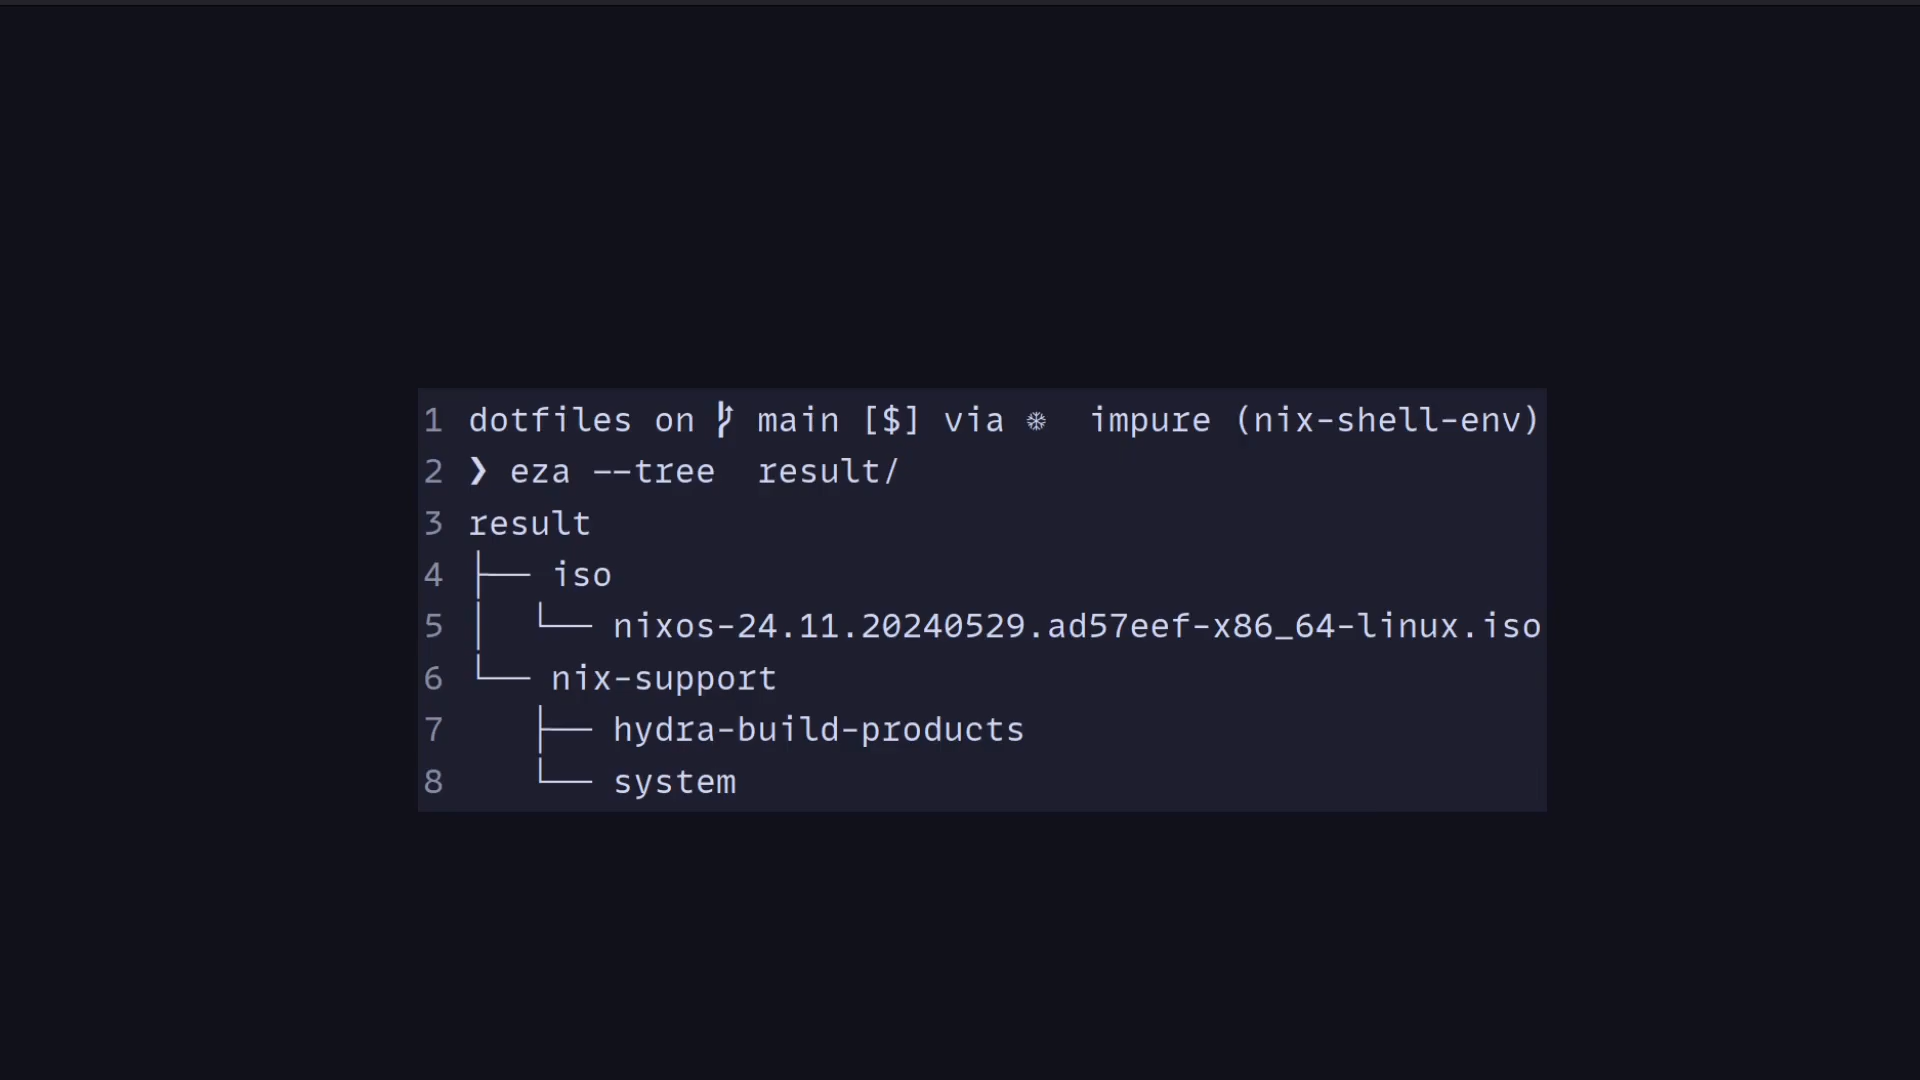 1 dotfiles on  main [$] via ❄  impure (nix-shell-env)
2 ❯ eza --tree  result/
3 result
4 ├── iso
5 │  └── nixos-24.11.20240529.ad57eef-x86_64-linux.iso
6 └── nix-support
7    ├── hydra-build-products
8    └── system